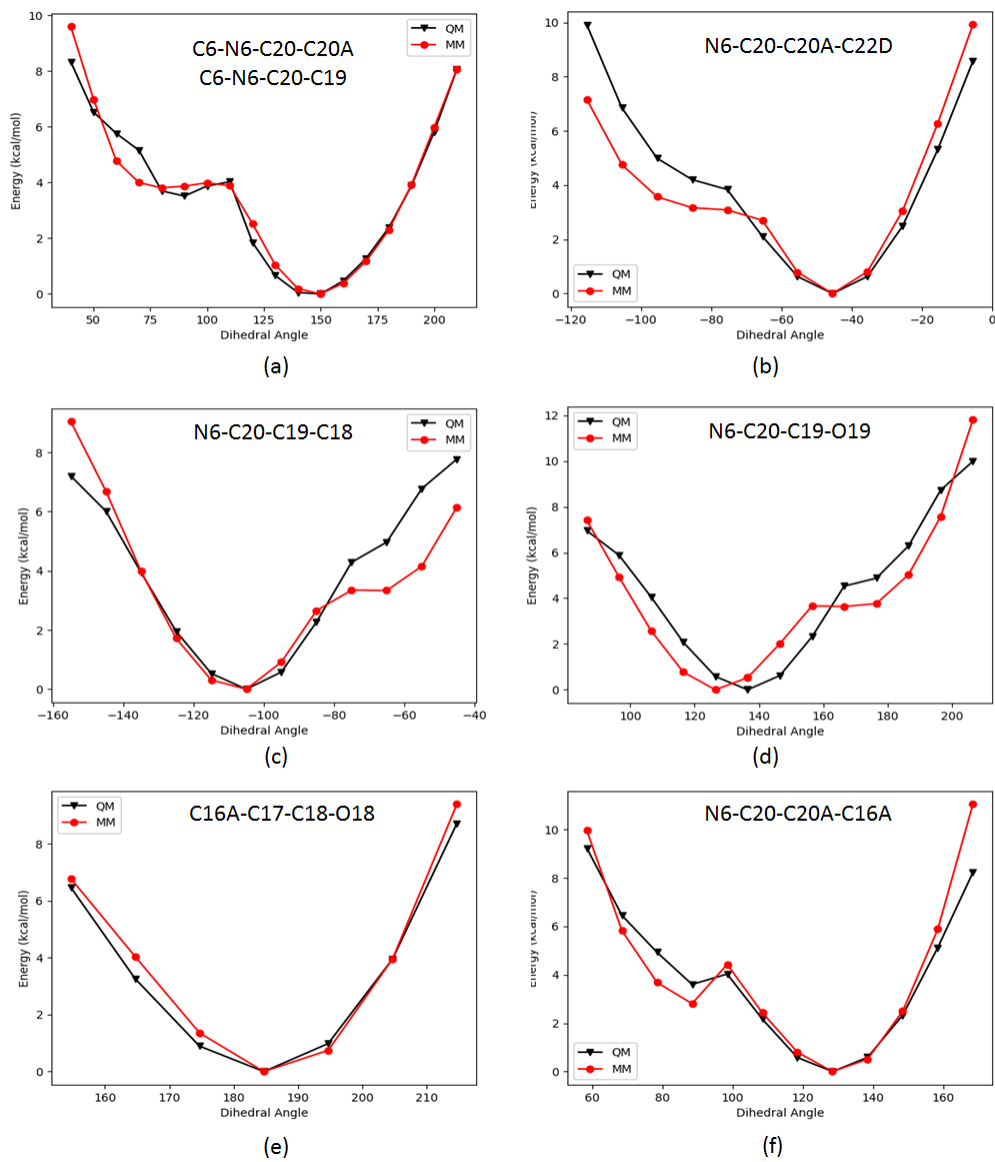 C6-N6-C20-C20A
C6-N6-C20-C19
QM
MM
Energy (kcal/mol)
10
8
6
4
2
0
50
75
100
125
150
175
200
Dihedral Angle
(a)
N6-C20-C20A-C22D
QM
MM
10
8
6
4
2
0
−120
−100
−80
−60
−40
−20
0
Dihedral Angle
(b)
N6-C20-C19-C18
QM
MM
Energy (kcal/mol)
8
6
4
2
0
−160
−140
−120
−100
−80
−60
−40
Dihedral Angle
(c)
N6-C20-C19-O19
QM
MM
Energy (kcal/mol)
12
10
8
6
4
2
0
100
120
140
160
180
200
Dihedral Angle
(d)
C16A-C17-C18-O18
QM
MM
Energy (kcal/mol)
8
6
4
2
0
160
170
180
190
200
210
Dihedral Angle
(e)
N6-C20-C20A-C16A
QM
MM
10
8
6
4
2
0
60
80
100
120
140
160
Dihedral Angle
(f)